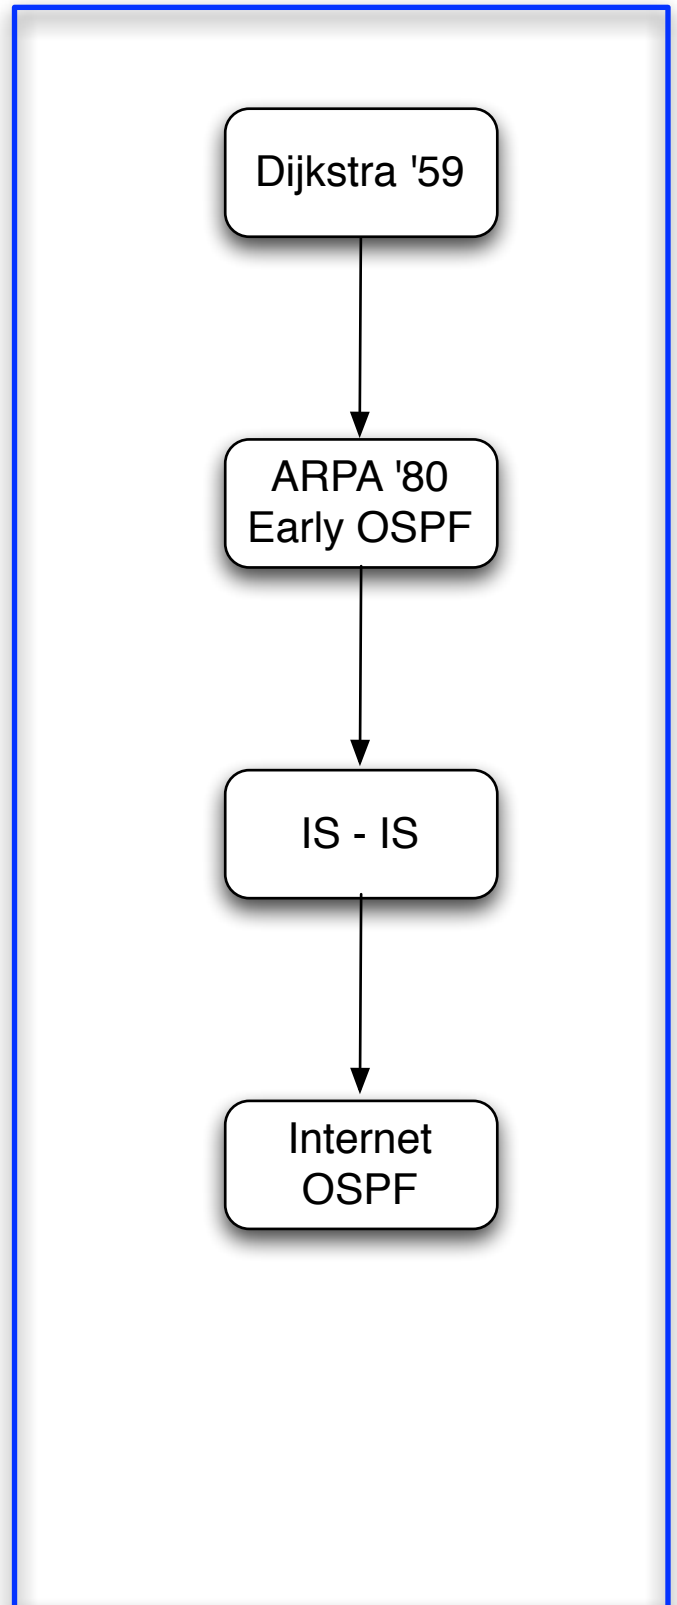 Dijkstra '59
ARPA '80
Early OSPF
IS - IS
Internet
OSPF